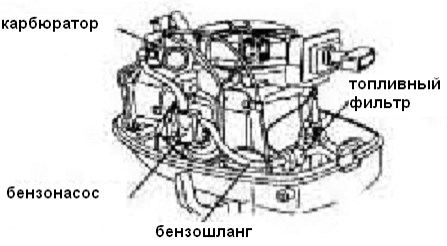 карбюратор
топливный
фильтр
бензонасос
бензошланг